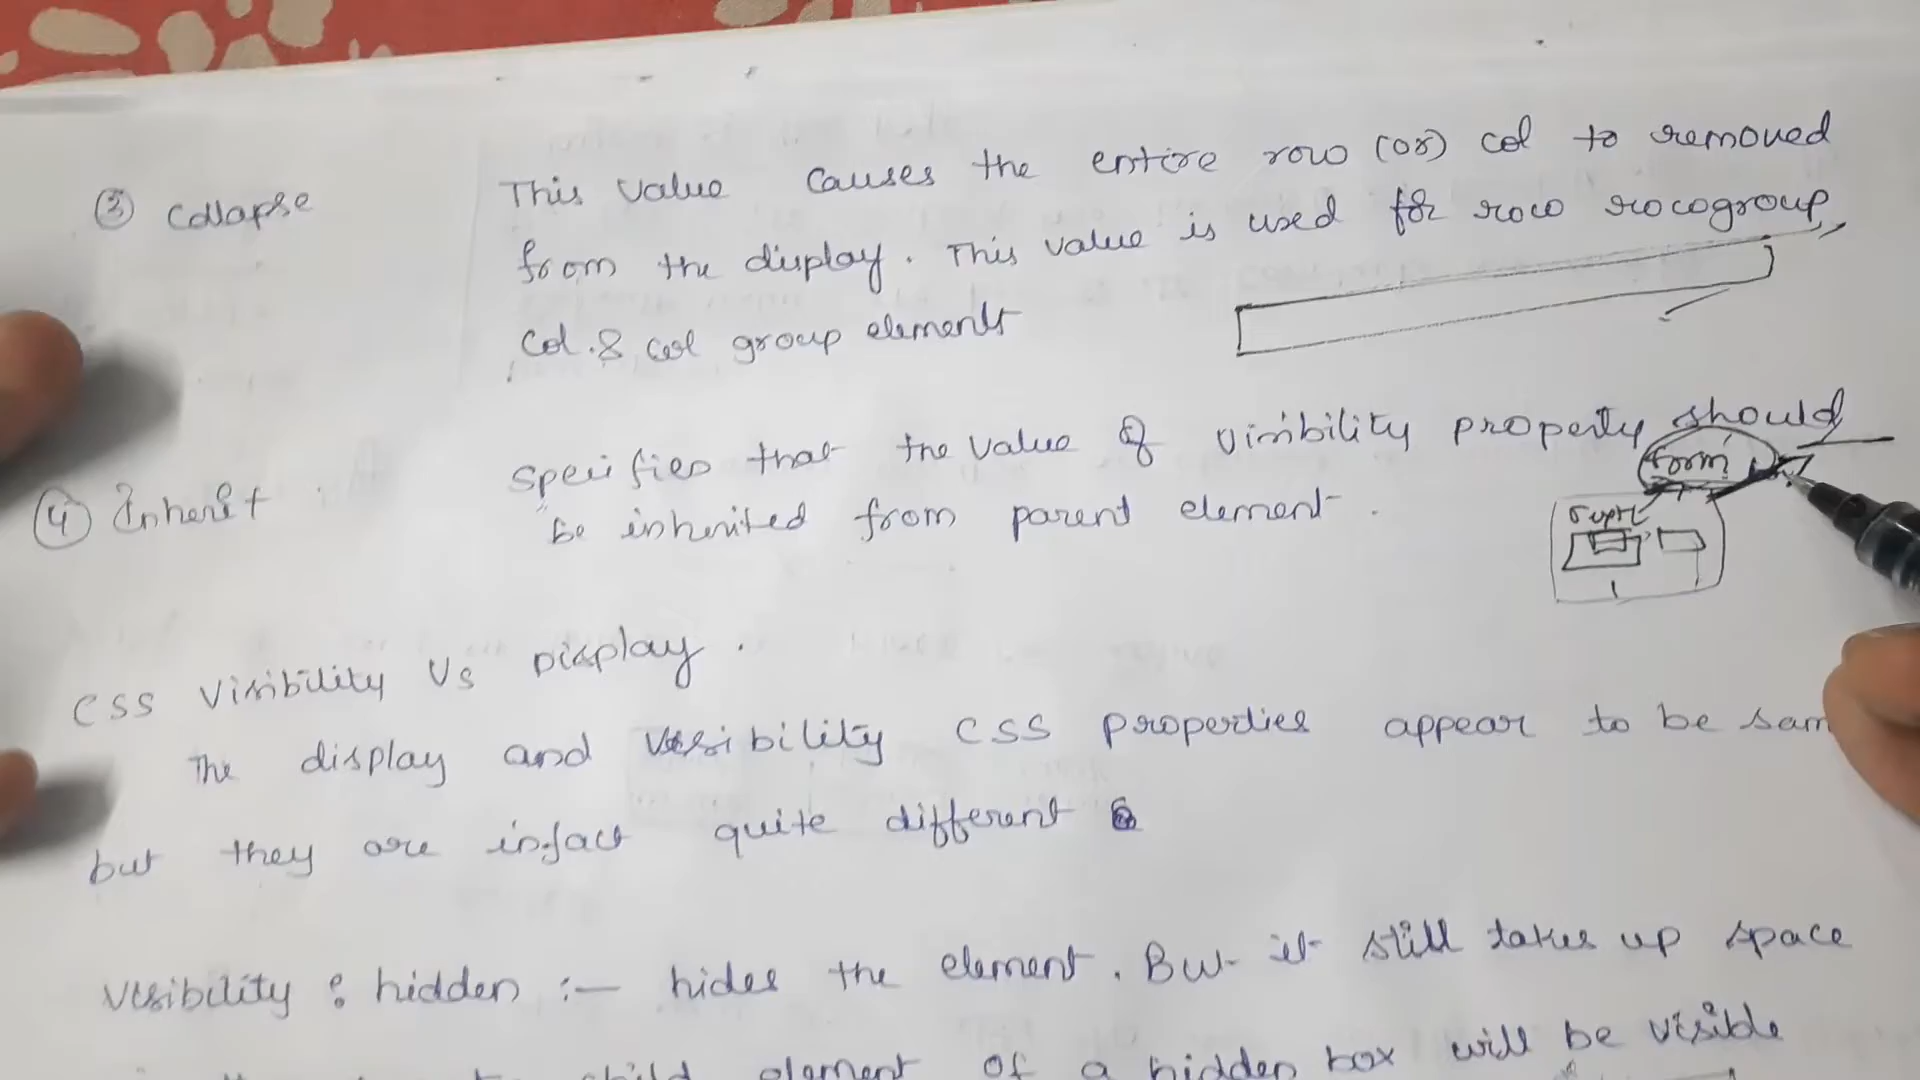 ③ Collapse This value causes the entire row (or) col to removed
from the display. This value is used for row rowgroup,
col. & col group elements
④ Inherit Specifies that the value of visibility property should
be inherited from parent element.
form
CSS Visibility Vs Display.
The display and visibility CSS properties appear to be sam
but they are infact quite different
visibility : hidden :- hides the element. But it still takes up space
child element of a hidden box will be visible